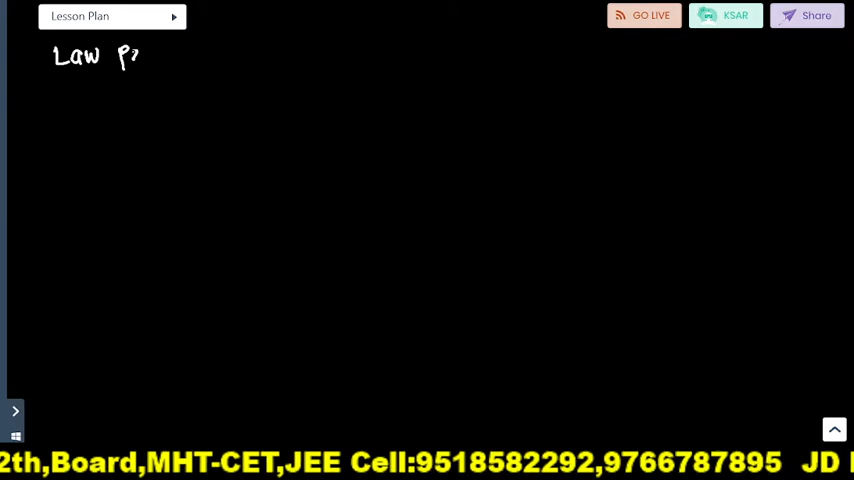 Lesson Plan
GO LIVE
KSAR
Share
Law
2th,Board,MHT-CET,JEE Cell:9518582292,9766787895 JD